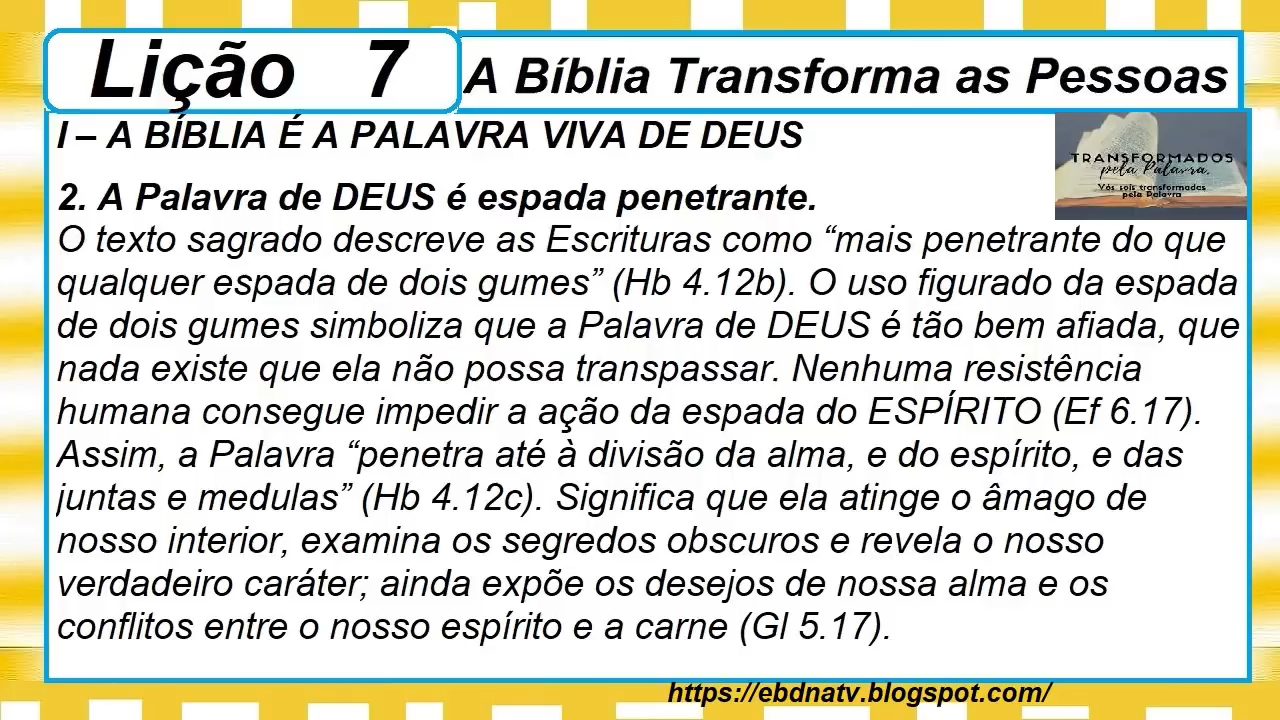 Lição 7
A Bíblia Transforma as Pessoas
I – A BÍBLIA É A PALAVRA VIVA DE DEUS
TRANSFORMADOS
pela Palavra.
Vós sois transformados
pela Palavra
2. A Palavra de DEUS é espada penetrante.
O texto sagrado descreve as Escrituras como “mais penetrante do que
qualquer espada de dois gumes” (Hb 4.12b). O uso figurado da espada
de dois gumes simboliza que a Palavra de DEUS é tão bem afiada, que
nada existe que ela não possa transpassar. Nenhuma resistência
humana consegue impedir a ação da espada do ESPÍRITO (Ef 6.17).
Assim, a Palavra “penetra até à divisão da alma, e do espírito, e das
juntas e medulas” (Hb 4.12c). Significa que ela atinge o âmago de
nosso interior, examina os segredos obscuros e revela o nosso
verdadeiro caráter; ainda expõe os desejos de nossa alma e os
conflitos entre o nosso espírito e a carne (Gl 5.17).
https://ebdnatv.blogspot.com/